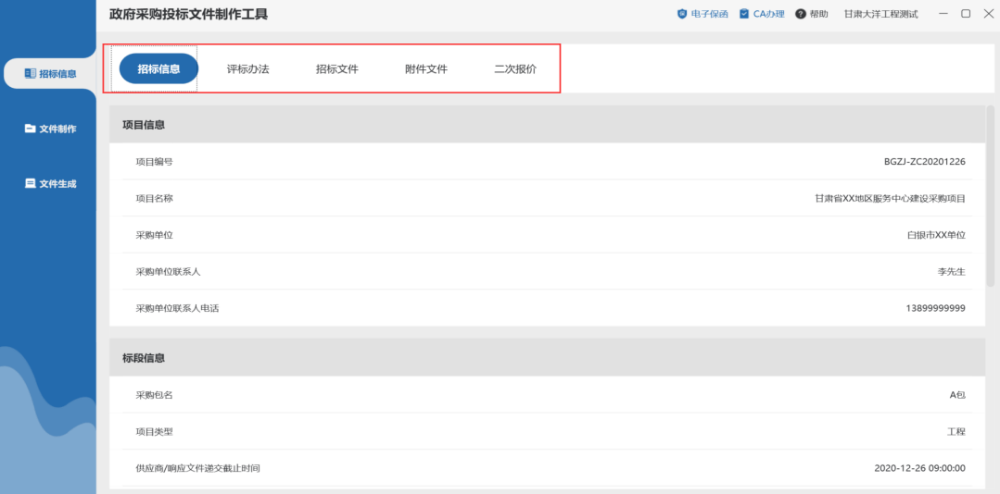 政府采购投标文件制作工具
电子保函 CA办理 帮助 甘肃大洋工程测试
招标信息
文件制作
文件生成
招标信息 评标办法 招标文件 附件文件 二次报价
项目信息
项目编号 BGZJ-ZC20201226
项目名称 甘肃省XX地区服务中心建设采购项目
采购单位 白银市XX单位
采购单位联系人 李先生
采购单位联系人电话 13899999999
标段信息
采购包名 A包
项目类型 工程
供应商/响应文件递交截止时间 2020-12-26 09:00:00